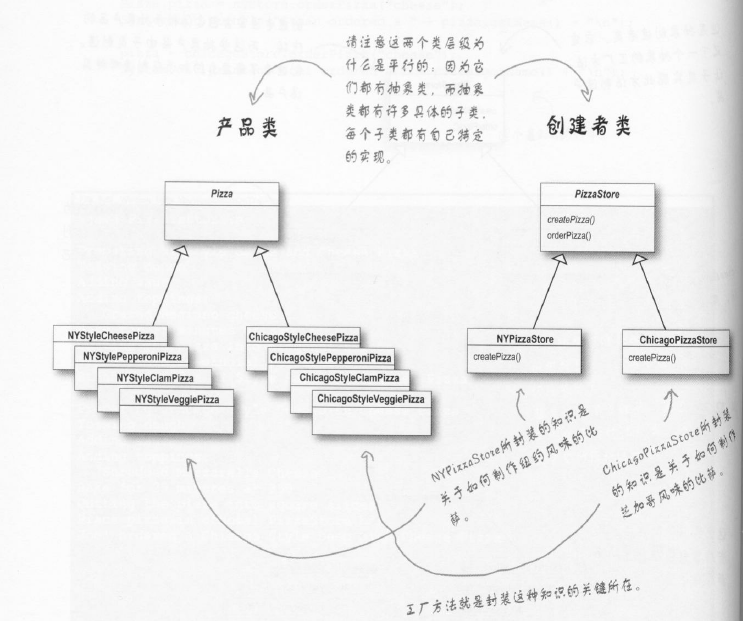 请注意这两个类层级为
什么是平行的：因为它
们都有抽象类，而抽象
类都有许多具体的子类，
每个子类都有自己特定
的实现。
产品类
创建者类
Pizza
PizzaStore
createPizza()
orderPizza()
NYStyleCheesePizza
NYStylePepperoniPizza
NYStyleClamPizza
NYStyleVeggiePizza
ChicagoStyleCheesePizza
ChicagoStylePepperoniPizza
ChicagoStyleClamPizza
ChicagoStyleVeggiePizza
NYPizzaStore
createPizza()
ChicagoPizzaStore
createPizza()
NYPizzaStore所封装的知识是
关于如何制作纽约风味的比
萨。
ChicagoPizzaStore所封装
的知识是关于如何制作
芝加哥风味的比萨。
工厂方法就是封装这种知识的关键所在。